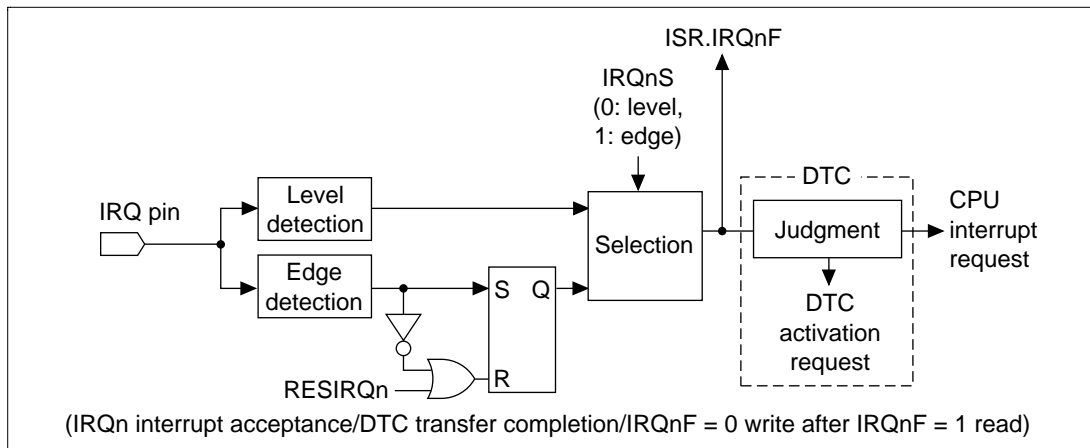 ISR.IRQnF
IRQnS
(0: level,
1: edge)
DTC
IRQ pin
Level
detection
Selection
Judgment
CPU
interrupt
request
Edge
detection
S Q
R
DTC
activation
request
RESIRQn
(IRQn interrupt acceptance/DTC transfer completion/IRQnF = 0 write after IRQnF = 1 read)